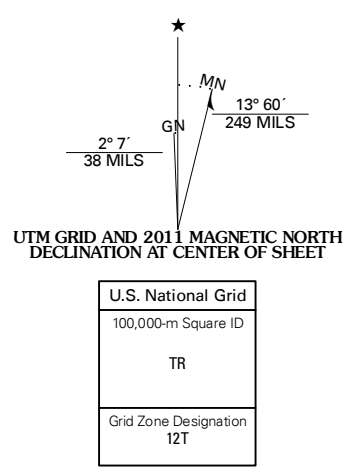 ★
MN
GN
13° 60´
249 MILS
2° 7´
38 MILS
UTM GRID AND 2011 MAGNETIC NORTH
DECLINATION AT CENTER OF SHEET
U.S. National Grid
100,000-m Square ID
TR
Grid Zone Designation
12T